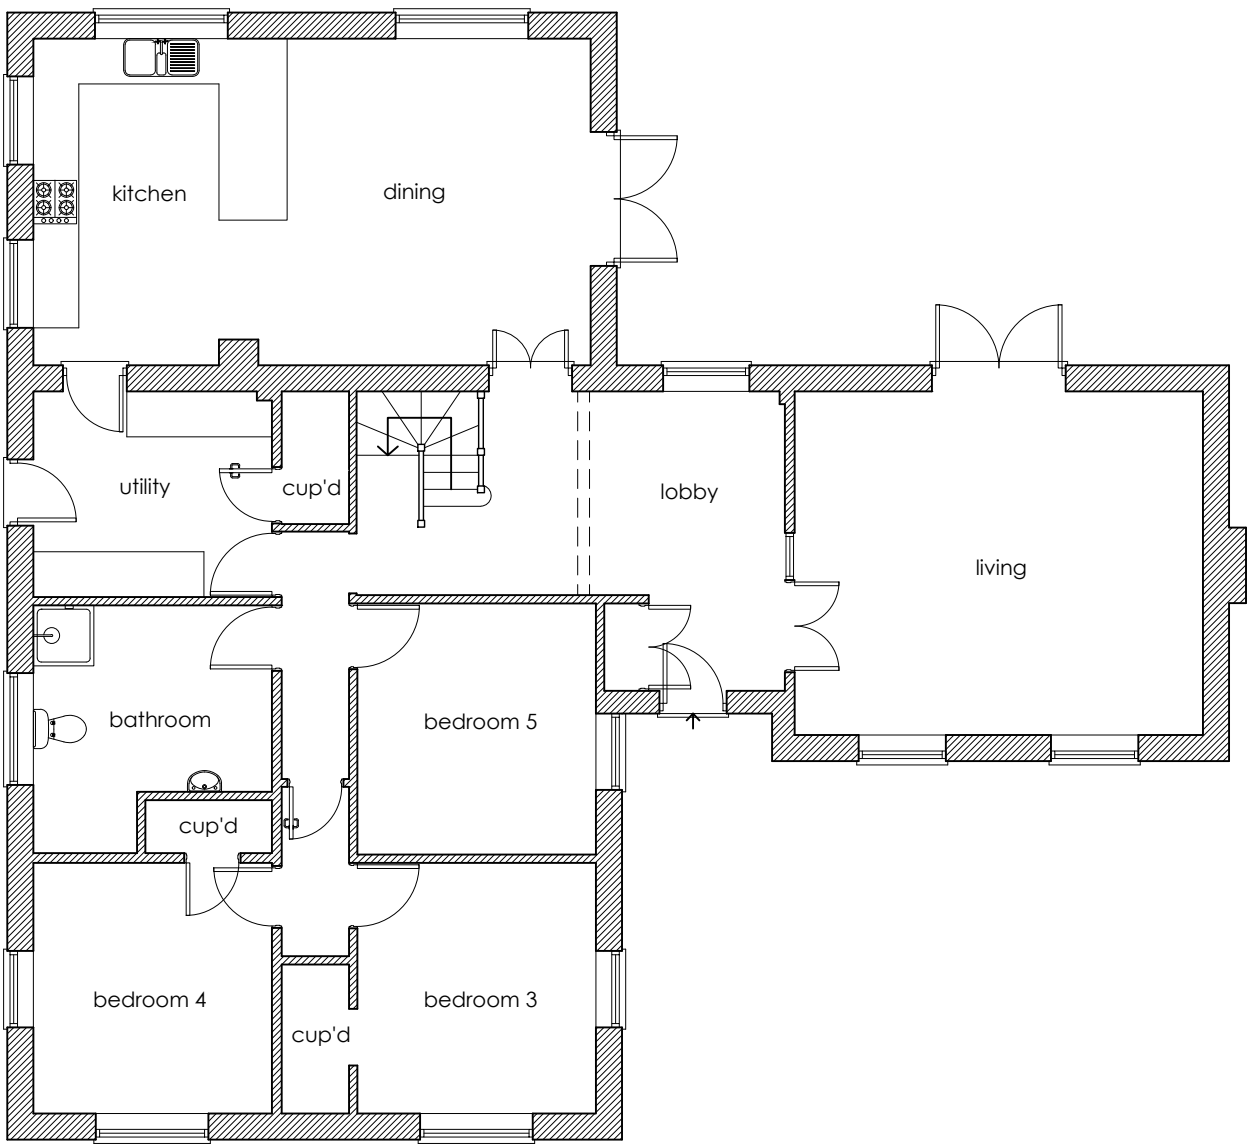 kitchen
dining
utility
cup'd
lobby
living
bathroom
bedroom 5
cup'd
bedroom 4
bedroom 3
cup'd